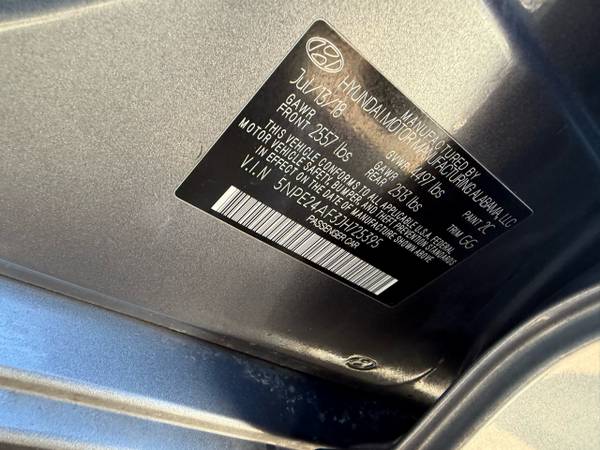 MANUFACTURED BY
HYUNDAI MOTOR MANUFACTURING ALABAMA, LLC
Jul/13/18 GVWR 4497 lbs
GAWR FRONT 2557 lbs GAWR REAR 2513 lbs PAINT 2C
THIS VEHICLE CONFORMS TO ALL APPLICABLE U.S.A. FEDERAL TRIM GG
MOTOR VEHICLE SAFETY, BUMPER, AND THEFT PREVENTION STANDARDS
IN EFFECT ON THE DATE OF MANUFACTURE SHOWN ABOVE.
V.I.N 5NPE24AF3JH725395
PASSENGER CAR